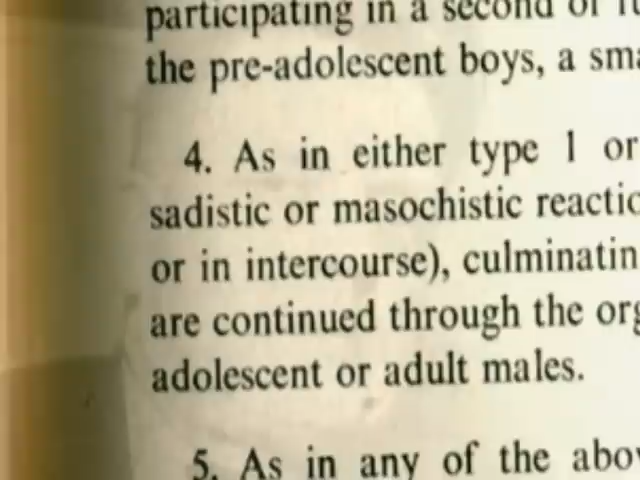 participating in a second or
the pre-adolescent boys, a
4. As in either type 1 or
sadistic or masochistic
or in intercourse),
are continued through the
adolescent or adult males.
5. As in any of the